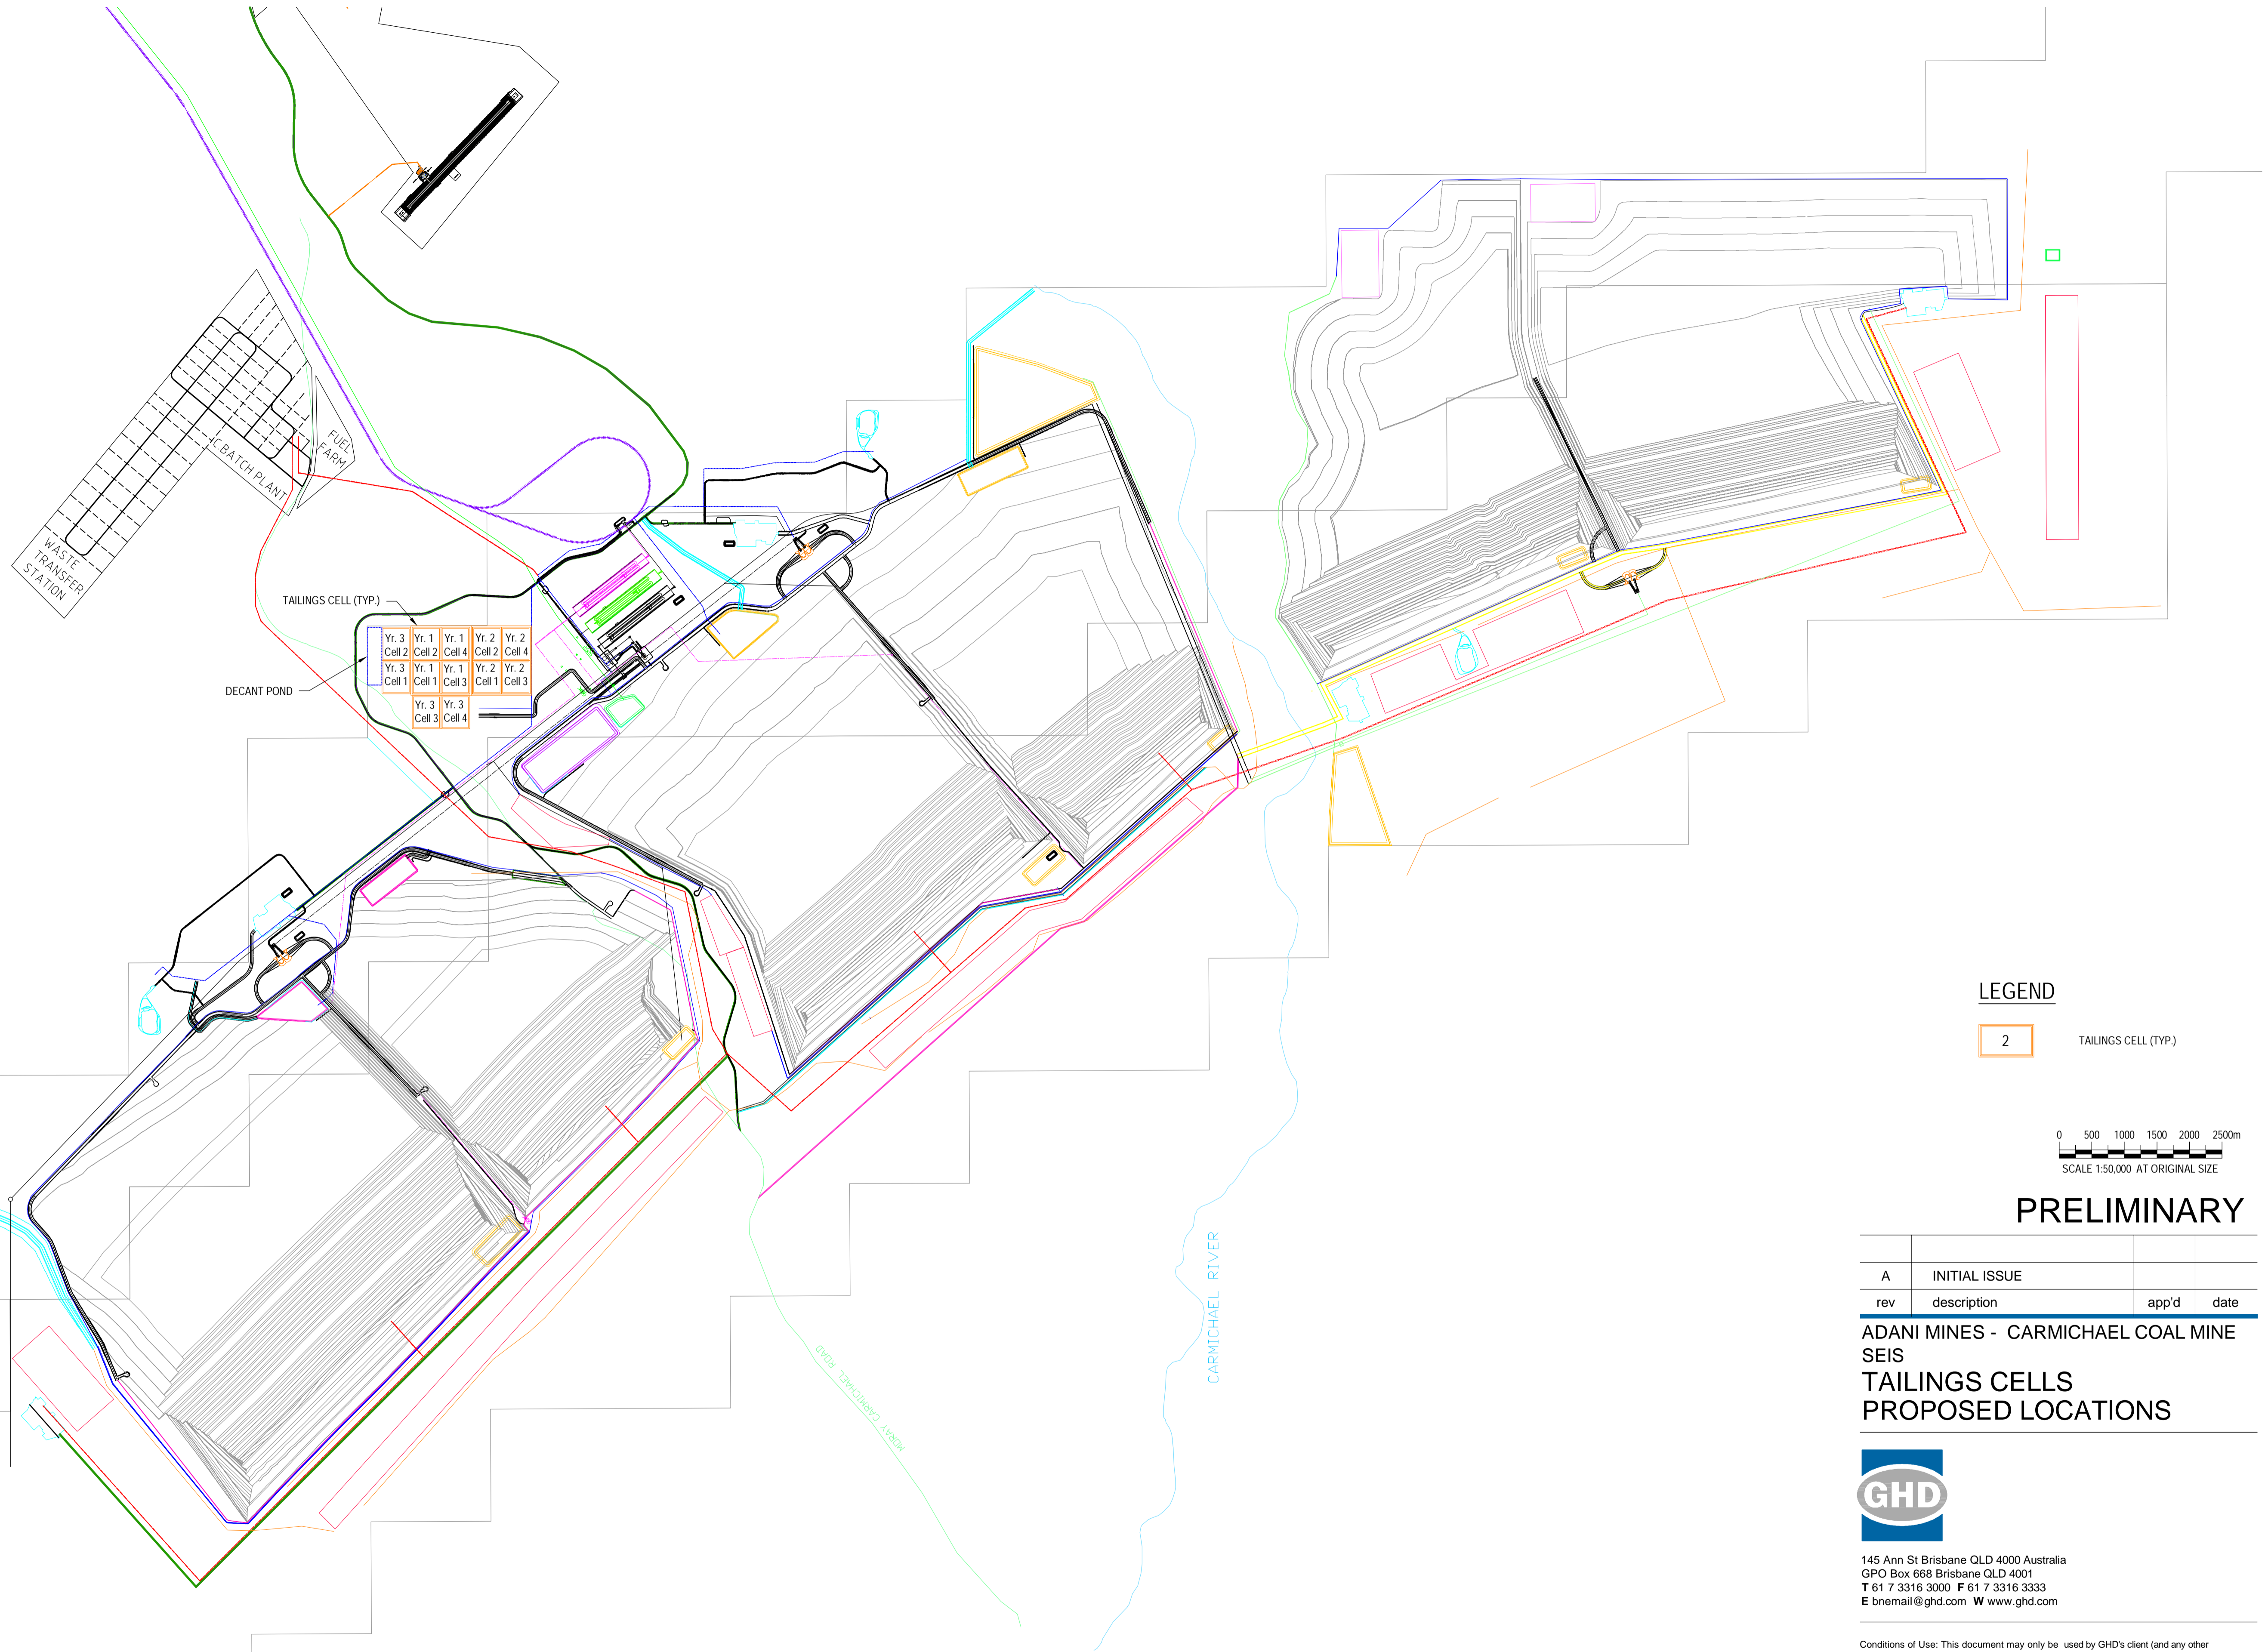 FUEL
FARM
C.BATCH PLANT
WASTE
TRANSFER
STATION
TAILINGS CELL (TYP.)
Yr. 3 Yr. 1 Yr. 1 Yr. 2 Yr. 2
Cell 2 Cell 2 Cell 4 Cell 2 Cell 4
Yr. 3 Yr. 1 Yr. 1 Yr. 2 Yr. 2
Cell 1 Cell 1 Cell 3 Cell 1 Cell 3
DECANT POND
Yr. 3 Yr. 3
Cell 3 Cell 4
MORAY CARMICHAEL ROAD
CARMICHAEL RIVER
LEGEND
2 TAILINGS CELL (TYP.)
0 500 1000 1500 2000 2500m
SCALE 1:50,000 AT ORIGINAL SIZE
PRELIMINARY
A INITIAL ISSUE
rev description app'd date
ADANI MINES - CARMICHAEL COAL MINE
SEIS
TAILINGS CELLS
PROPOSED LOCATIONS
GHD
145 Ann St Brisbane QLD 4000 Australia
GPO Box 668 Brisbane QLD 4001
T 61 7 3316 3000 F 61 7 3316 3333
E bnemail@ghd.com W www.ghd.com
Conditions of Use: This document may only be used by GHD's client (and any other